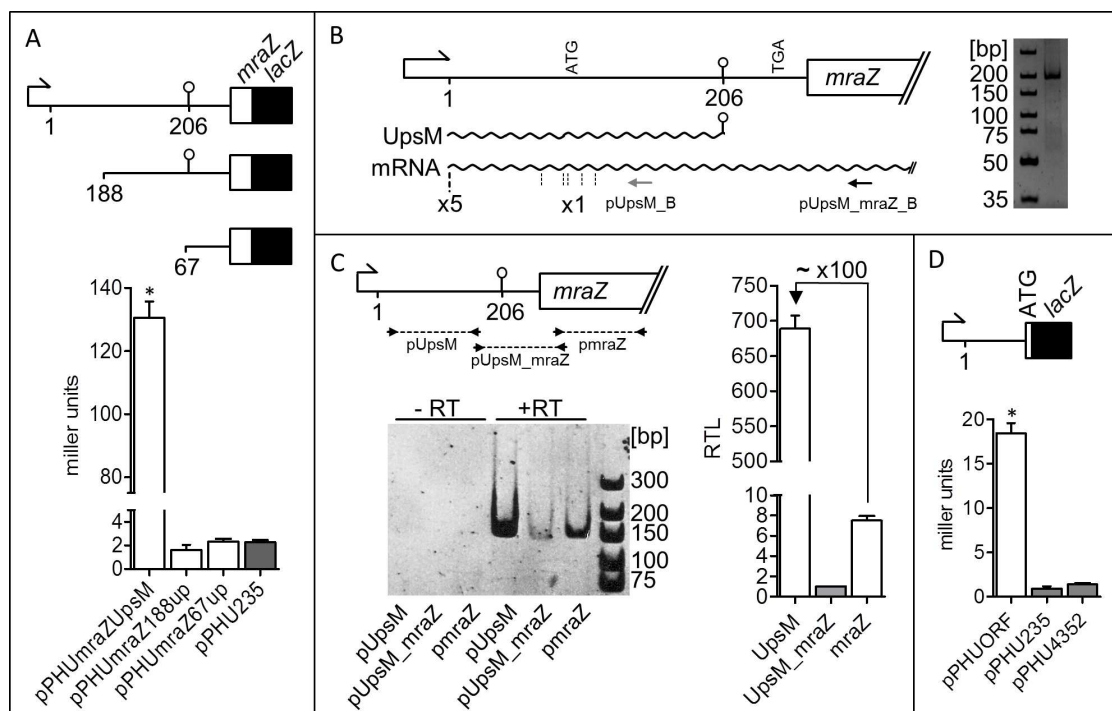 A
mraZ
lacZ
1
206
188
67
miller units
140
120
100
80
4
2
0
*
pPHUmraZUpsM
pPHUmraZ188up
pPHUmraZ67up
pPHU235
B
ATG
TGA
mraZ
1
206
UpsM
mRNA
x5
x1
pUpsM_B
pUpsM_mraZ_B
[bp]
200
150
100
75
50
35
C
mraZ
1
206
pUpsM
pUpsM_mraZ
pmraZ
- RT
+RT
[bp]
300
200
150
100
75
pUpsM
pUpsM_mraZ
pmraZ
pUpsM
pUpsM_mraZ
pmraZ
~ x100
RTL
750
700
650
600
550
500
8
6
4
2
0
UpsM
UpsM_mraZ
mraZ
D
ATG
lacZ
1
miller units
20
15
10
5
0
*
pPHUORF
pPHU235
pPHU4352